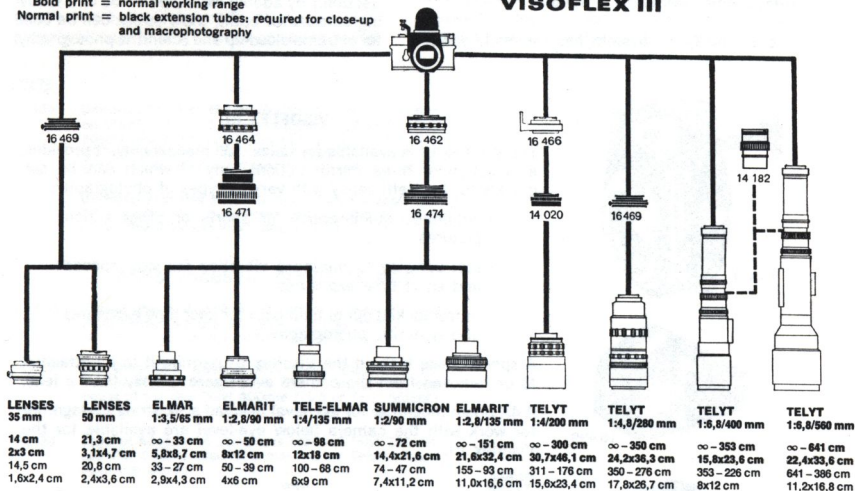 Bold print = normal working range
Normal print = black extension tubes: required for close-up
and macrophotography
VISOFLEX III
16 469
16 464
16 462
16 466
14 182
16 471
16 474
14 020
16469
LENSES
35 mm
14 cm
2x3 cm
14,5 cm
1,6x2,4 cm
LENSES
50 mm
21,3 cm
3,1x4,7 cm
20,8 cm
2,4x3,6 cm
ELMAR
1:3,5/65 mm
∞ – 33 cm
5,8x8,7 cm
33 – 27 cm
2,9x4,3 cm
ELMARIT
1:2,8/90 mm
∞ – 50 cm
8x12 cm
50 – 39 cm
4x6 cm
TELE-ELMAR
1:4/135 mm
∞ – 98 cm
12x18 cm
100 – 68 cm
6x9 cm
SUMMICRON
1:2/90 mm
∞ – 72 cm
14,4x21,6 cm
74 – 47 cm
7,4x11,2 cm
ELMARIT
1:2,8/135 mm
∞ – 151 cm
21,6x32,4 cm
155 – 93 cm
11,0x16,6 cm
TELYT
1:4/200 mm
∞ – 300 cm
30,7x46,1 cm
311 – 176 cm
15,6x23,4 cm
TELYT
1:4,8/280 mm
∞ – 350 cm
24,2x36,3 cm
350 – 276 cm
17,8x26,7 cm
TELYT
1:6,8/400 mm
∞ – 353 cm
15,8x23,6 cm
353 – 226 cm
8x12 cm
TELYT
1:6,8/560 mm
∞ – 641 cm
22,4x33,6 cm
641 – 386 cm
11,2x16,8 cm